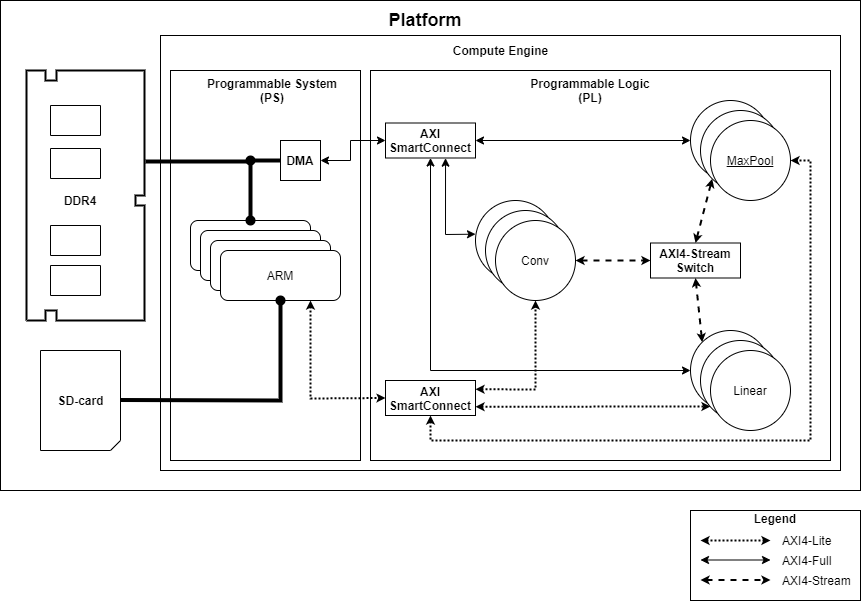 Platform
Compute Engine
Programmable System
(PS)
Programmable Logic
(PL)
DDR4
SD-card
DMA
ARM
AXI
SmartConnect
MaxPool
Conv
AXI4-Stream
Switch
AXI
SmartConnect
Linear
Legend
AXI4-Lite
AXI4-Full
AXI4-Stream